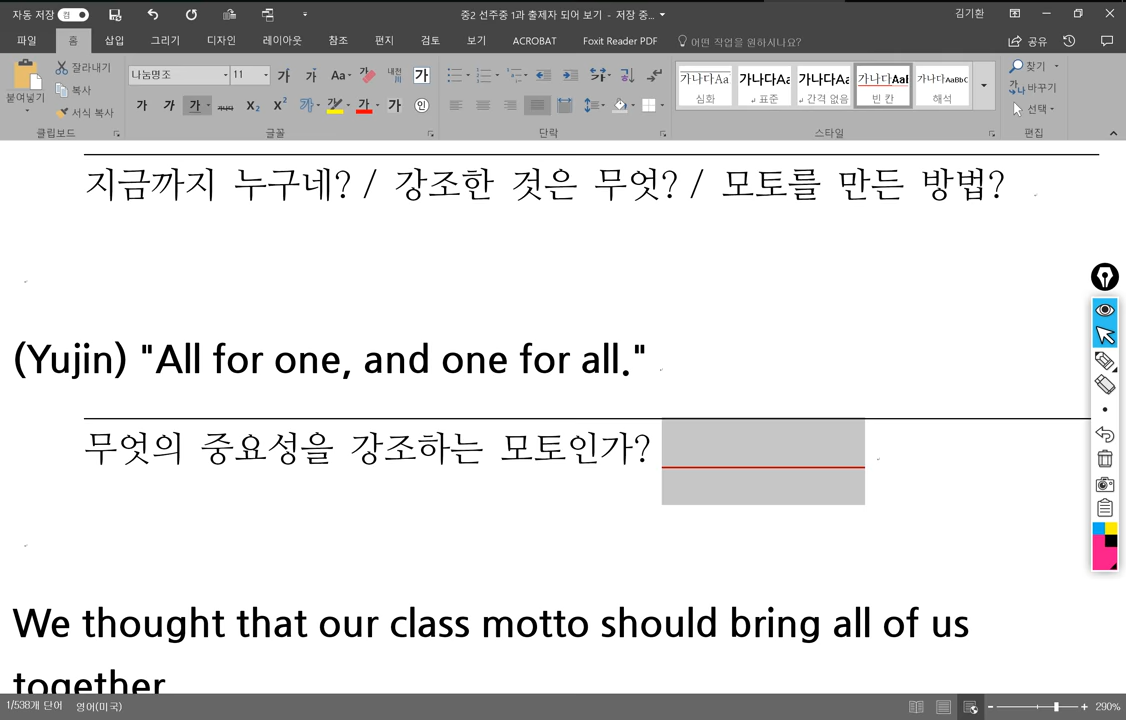 자동 저장 컴 중2 선주중 1과 출제자 되어 보기 - 저장 중... 김기환
파일 홈 삽입 그리기 디자인 레이아웃 참조 편지 검토 보기 ACROBAT Foxit Reader PDF 어떤 작업을 원하시나요? 공유
붙여넣기 잘라내기 복사 서식 복사
나눔명조 11
가나다Aa 심화
가나다Aa 표준
가나다Aa 간격 없음
가나다Aal 빈 칸
가나다AaBbC 해석
찾기 바꾸기 선택
클립보드 글꼴 단락 스타일 편집
지금까지 누구네? / 강조한 것은 무엇? / 모토를 만든 방법?
(Yujin) "All for one, and one for all."
무엇의 중요성을 강조하는 모토인가?
We thought that our class motto should bring all of us
together
1/538개 단어 영어(미국) 290%